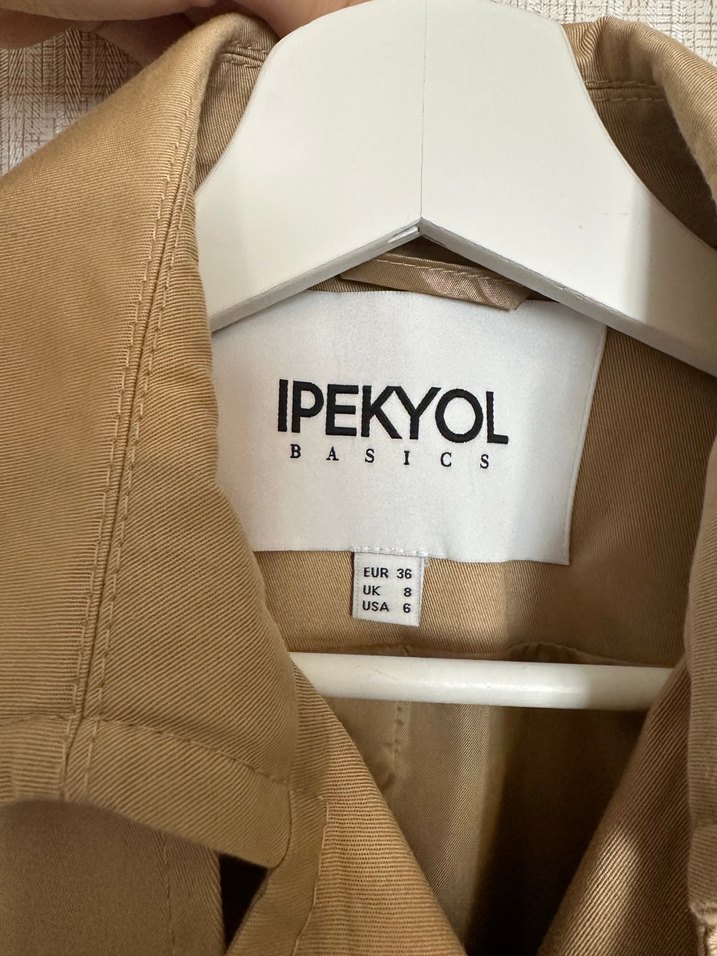 IPEKYOL
BASICS
EUR 36
UK 8
USA 6